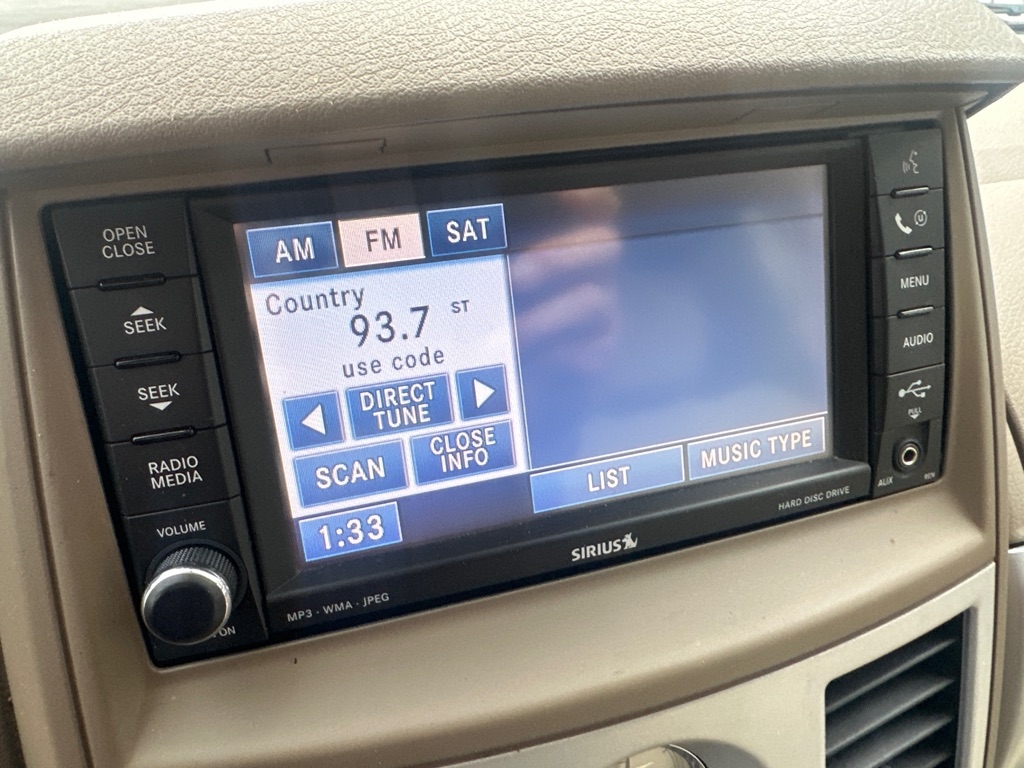 OPEN
CLOSE
SEEK
SEEK
RADIO
MEDIA
VOLUME
ON
AM
FM
SAT
Country
93.7 ST
use code
DIRECT
TUNE
SCAN
CLOSE
INFO
1:33
LIST
MUSIC TYPE
MP3 · WMA · JPEG
SIRIUS
HARD DISC DRIVE
MENU
AUDIO
PULL
AUX